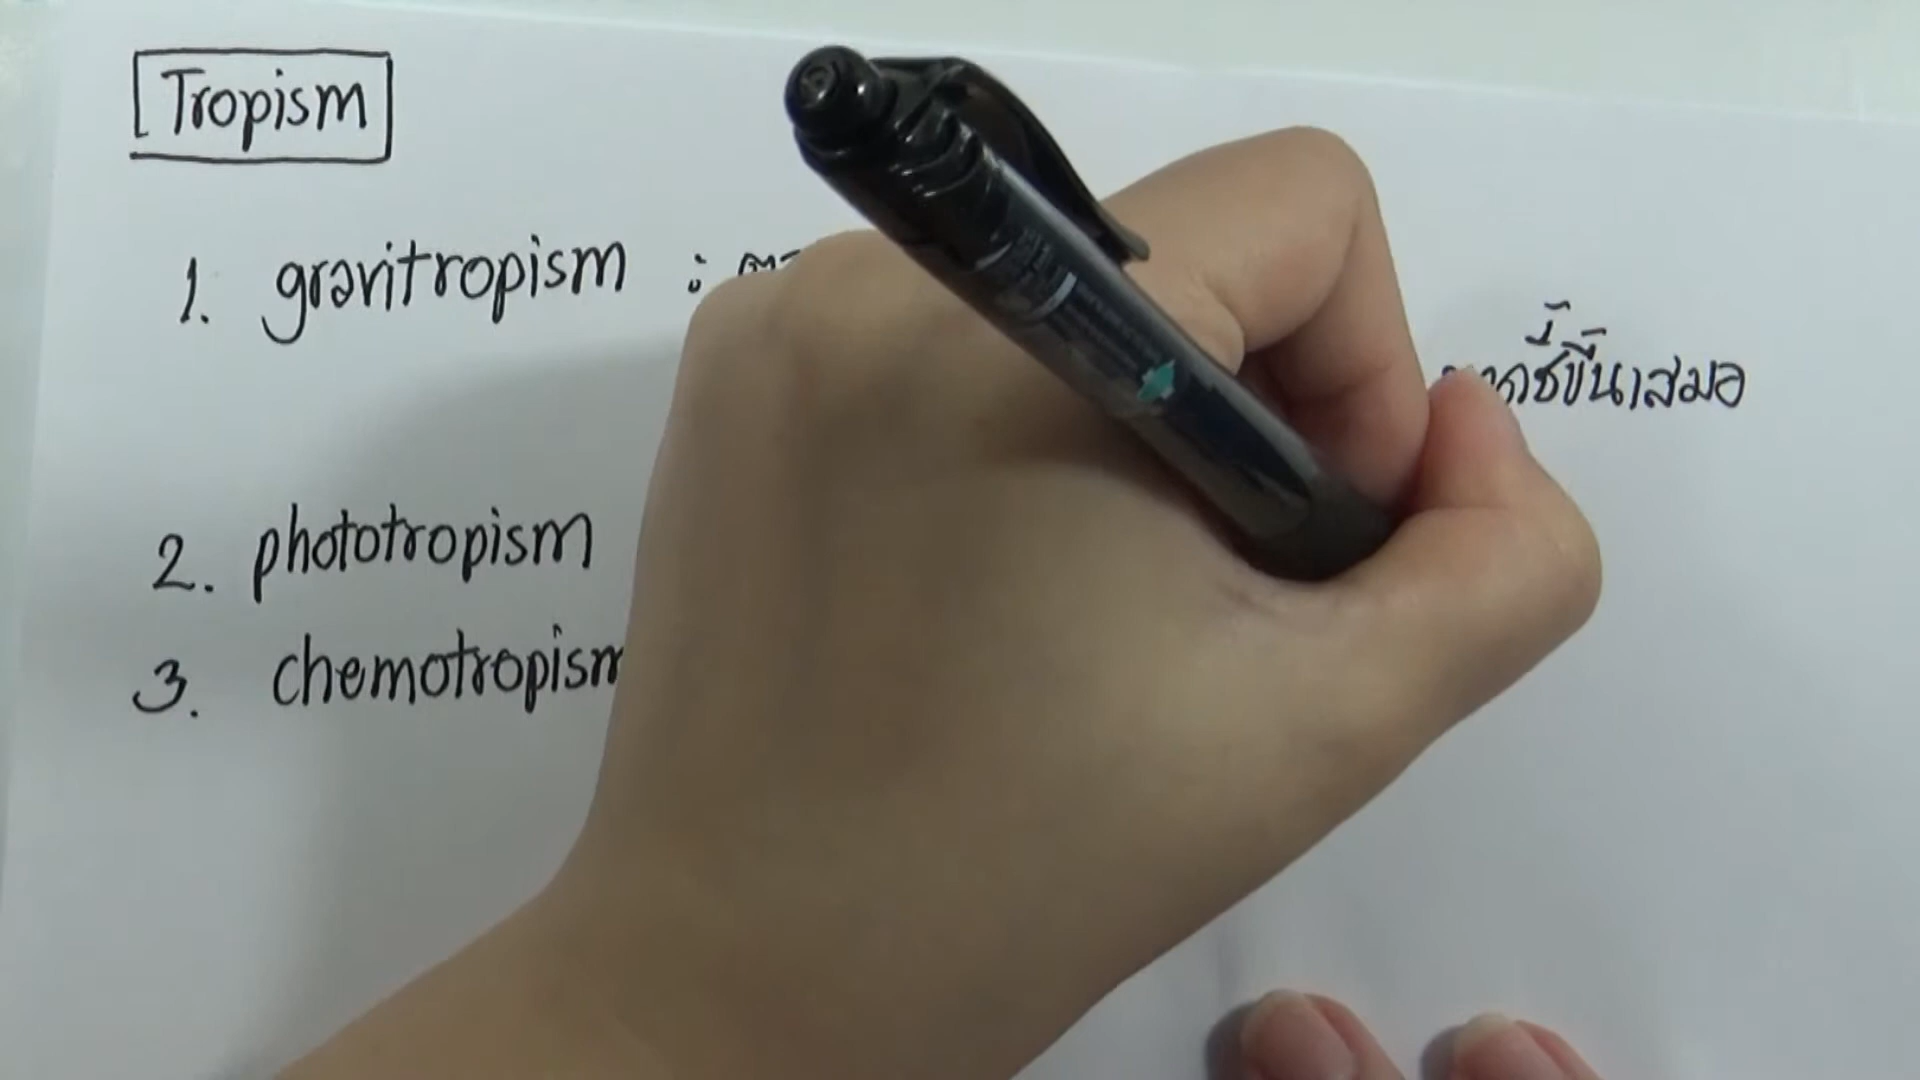 Tropism
1. gravitropism :
ชี้ขึ้นเสมอ
2. phototropism
3. chemotropism